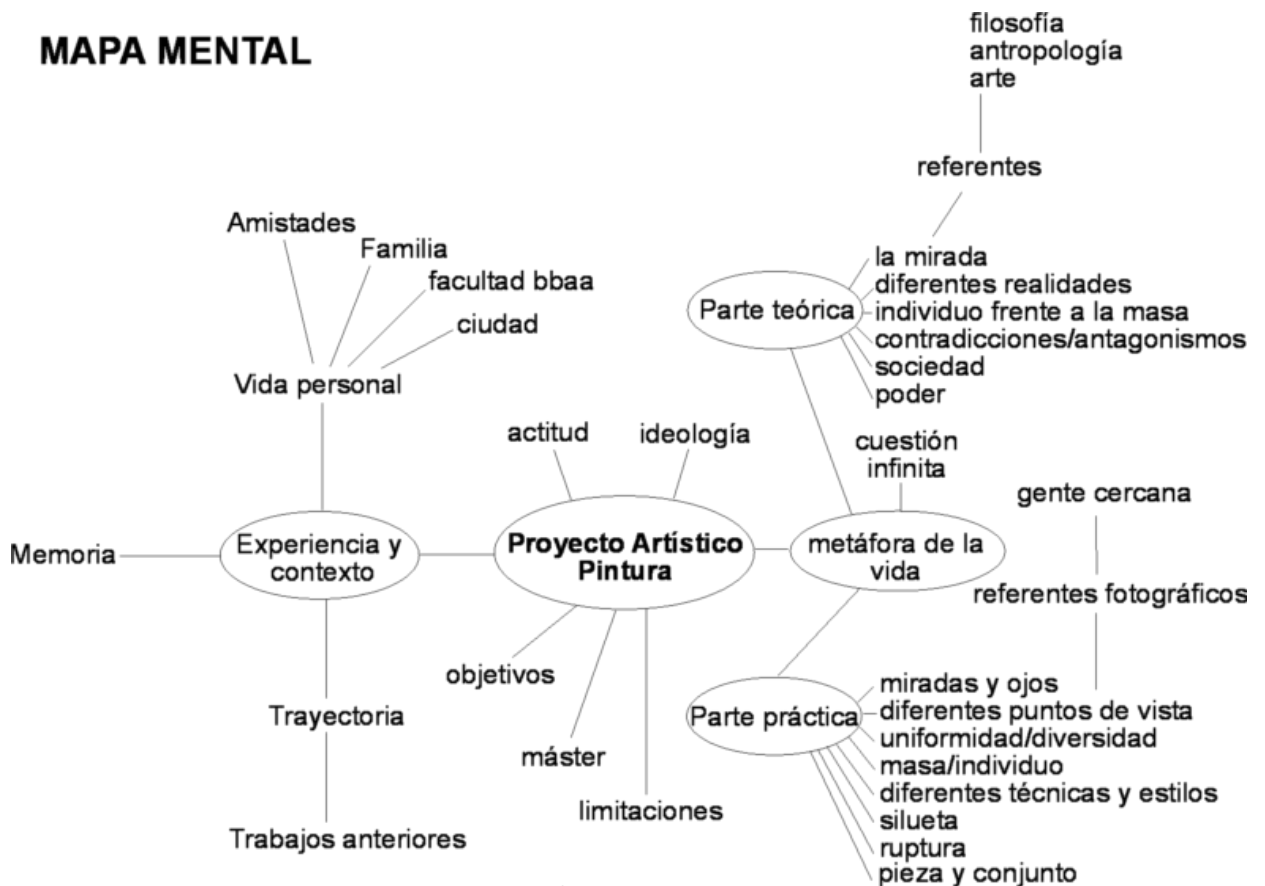 MAPA MENTAL
filosofía
antropología
arte
referentes
Amistades
Familia
facultad bbaa
ciudad
Vida personal
la mirada
diferentes realidades
Parte teórica
individuo frente a la masa
contradicciones/antagonismos
sociedad
poder
actitud
ideología
cuestión
infinita
gente cercana
Memoria
Experiencia y
contexto
Proyecto Artístico
Pintura
metáfora de la
vida
referentes fotográficos
objetivos
máster
limitaciones
Trayectoria
Trabajos anteriores
Parte práctica
miradas y ojos
diferentes puntos de vista
uniformidad/diversidad
masa/individuo
diferentes técnicas y estilos
silueta
ruptura
pieza y conjunto